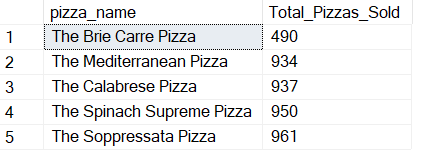 pizza_name Total_Pizzas_Sold
1 The Brie Carre Pizza 490
2 The Mediterranean Pizza 934
3 The Calabrese Pizza 937
4 The Spinach Supreme Pizza 950
5 The Soppressata Pizza 961